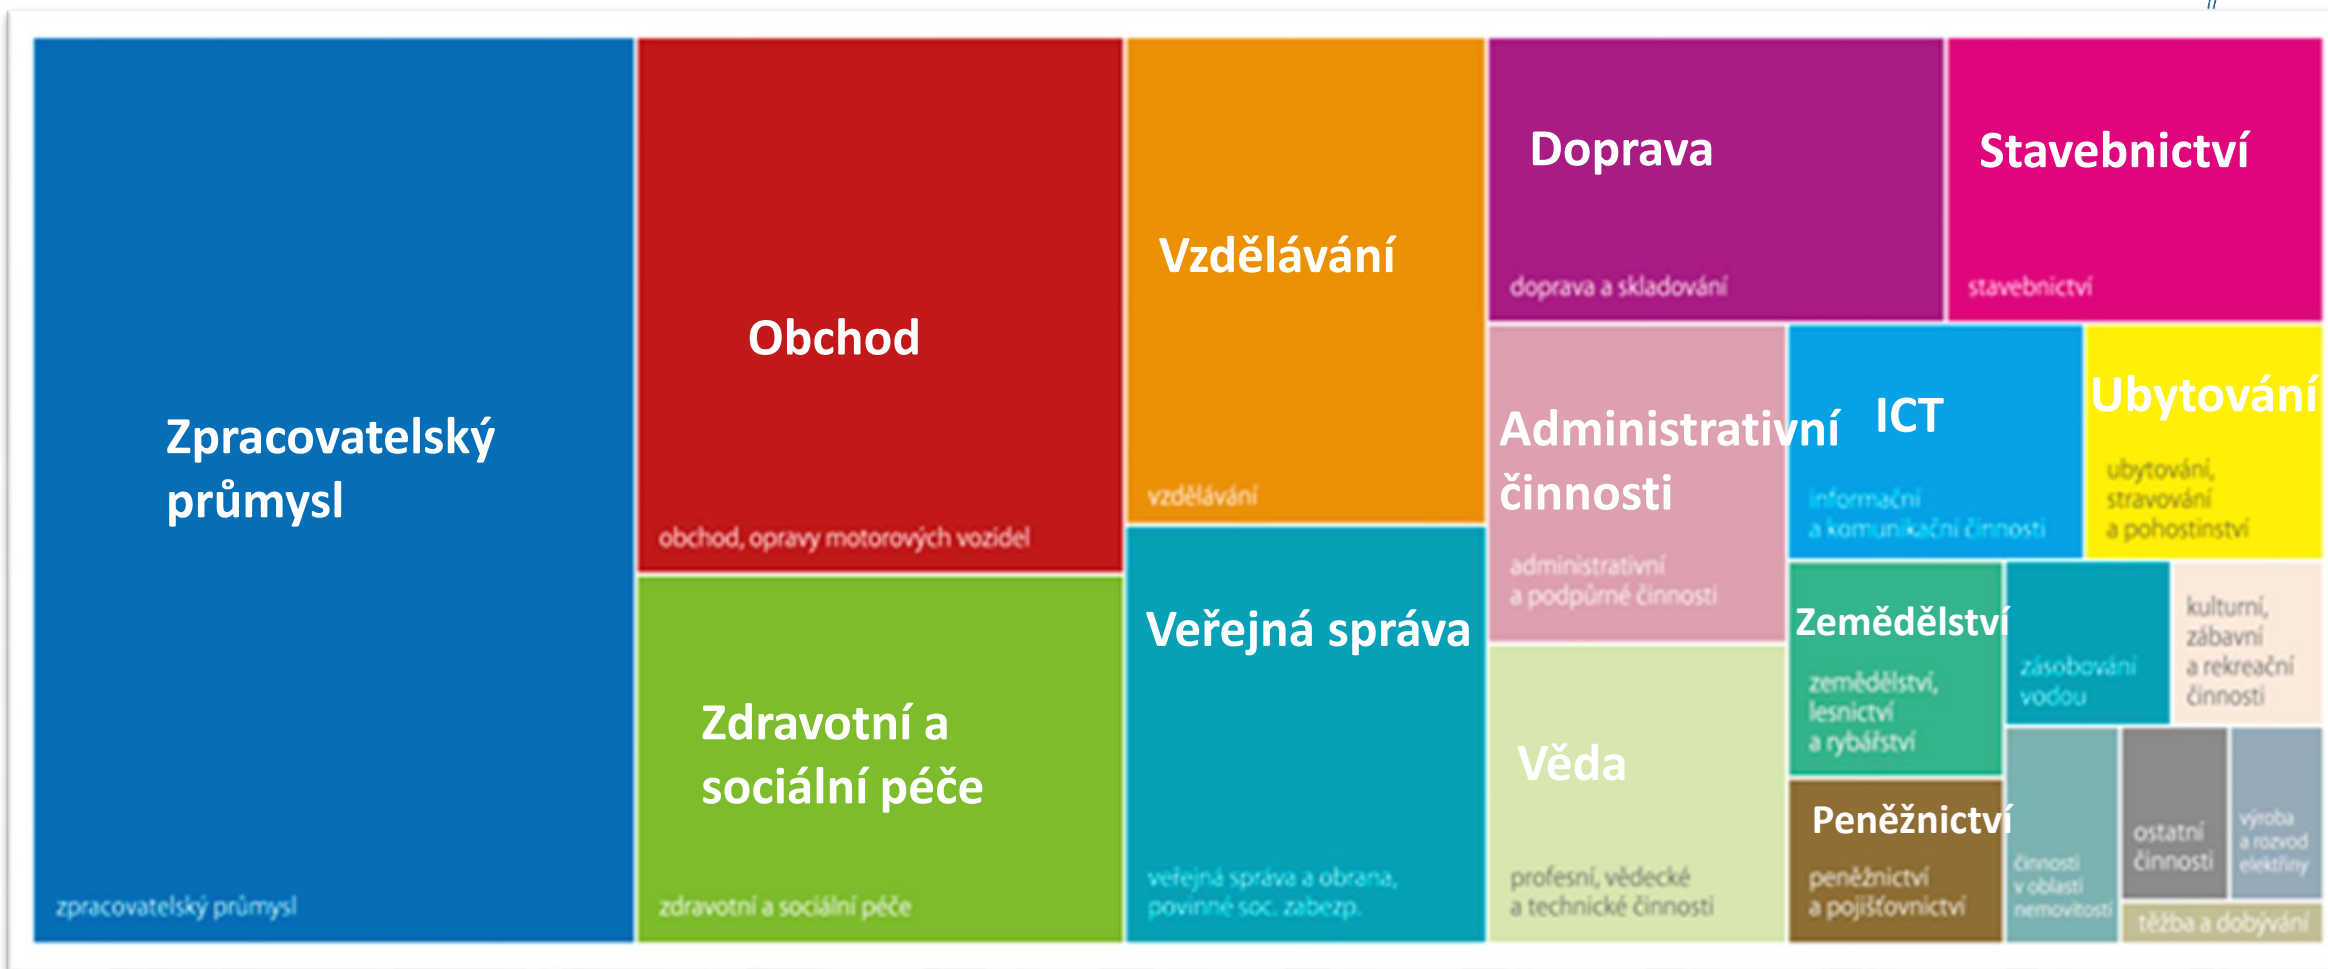 Zpracovatelský
průmysl
zpracovatelský průmysl
Obchod
obchod, opravy motorových vozidel
Zdravotní a
sociální péče
zdravotní a sociální péče
Vzdělávání
vzdělávání
Veřejná správa
veřejná správa a obrana,
povinné soc. zabezp.
Doprava
doprava a skladování
Stavebnictví
stavebnictví
Administrativní
činnosti
administrativní
a podpůrné činnosti
Věda
profesní, vědecké
a technické činnosti
ICT
informační
a komunikační činnosti
Ubytování
ubytování,
stravování
a pohostinství
Zemědělství
zemědělství,
lesnictví
a rybářství
Peněžnictví
peněžnictví
a pojišťovnictví
zásobování
vodou
kulturní,
zábavní
a rekreační
činnosti
činnosti
v oblasti
nemovitostí
ostatní
činnosti
výroba
a rozvod
elektřiny
těžba a dobývání